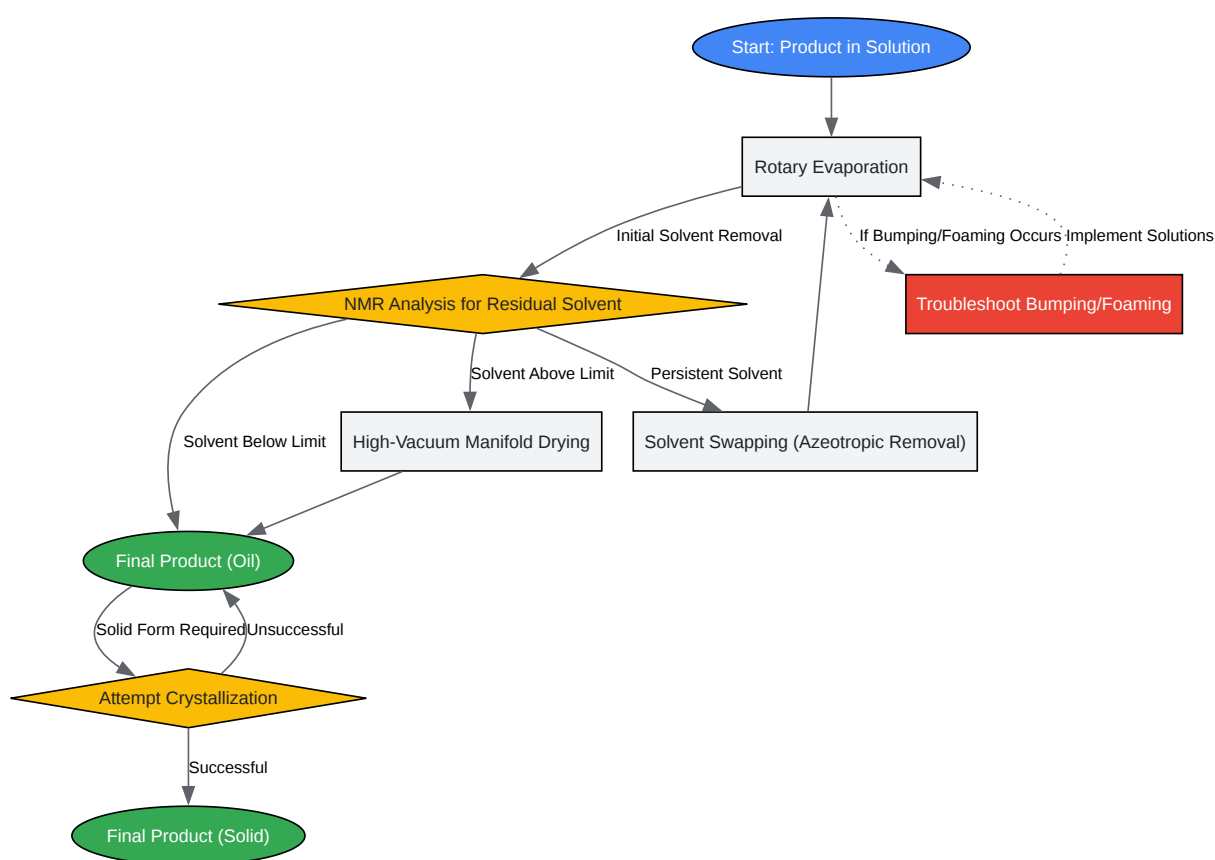 Start: Product in Solution
Rotary Evaporation
Initial Solvent Removal
If Bumping/Foaming Occurs
Implement Solutions
NMR Analysis for Residual Solvent
Troubleshoot Bumping/Foaming
Solvent Above Limit
Persistent Solvent
Solvent Below Limit
High-Vacuum Manifold Drying
Solvent Swapping (Azeotropic Removal)
Final Product (Oil)
Solid Form Required
Unsuccessful
Attempt Crystallization
Successful
Final Product (Solid)